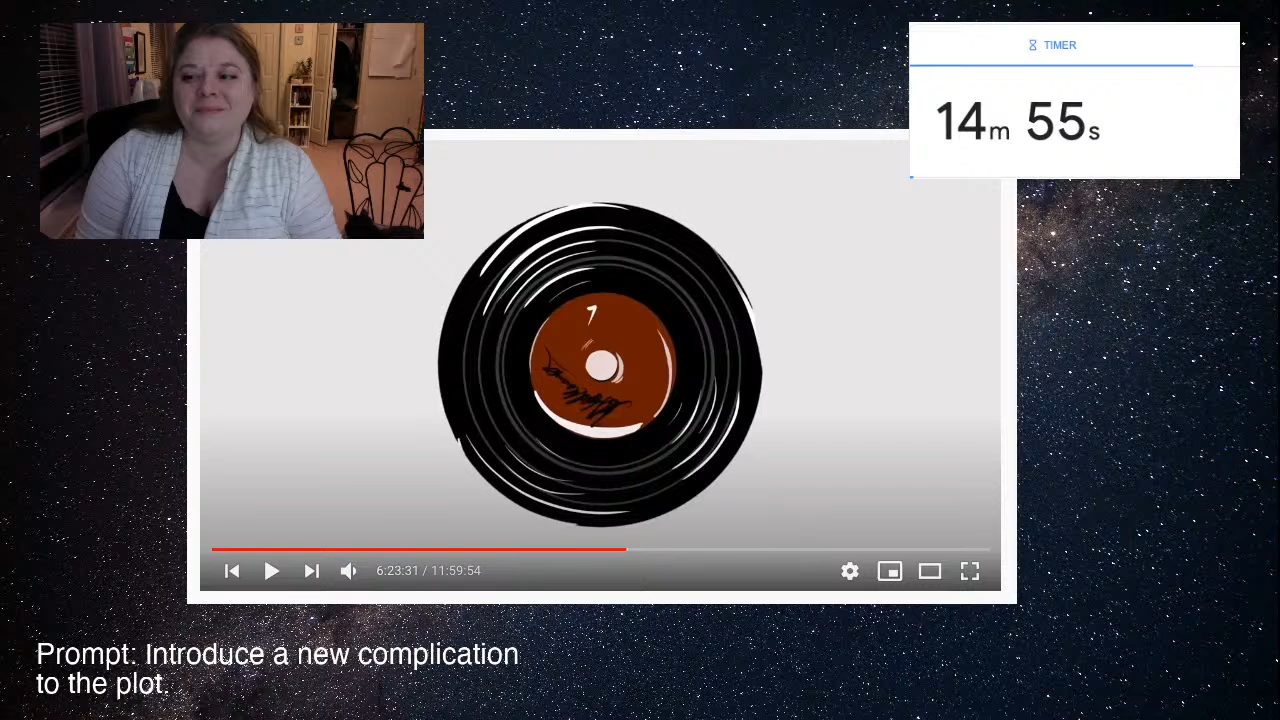 TIMER
14m 55s
6:23:31 / 11:59:54
Prompt: Introduce a new complication
to the plot.